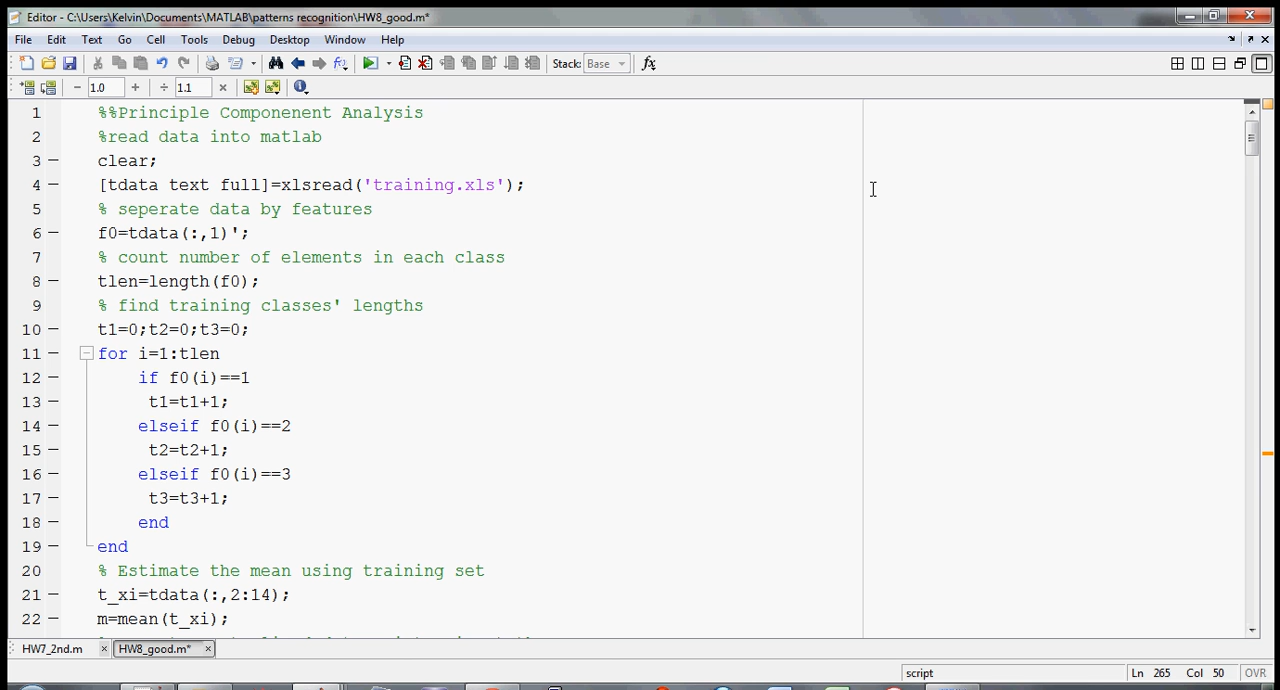 Editor - C:\Users\Kelvin\Documents\MATLAB\patterns recognition\HW8_good.m*
File Edit Text Go Cell Tools Debug Desktop Window Help
Stack: Base fx
− 1.0 + ÷ 1.1 ×
1 %%Principle Componenent Analysis
2 %read data into matlab
3 – clear;
4 – [tdata text full]=xlsread('training.xls');
5 % seperate data by features
6 – f0=tdata(:,1)';
7 % count number of elements in each class
8 – tlen=length(f0);
9 % find training classes' lengths
10 – t1=0;t2=0;t3=0;
11 – for i=1:tlen
12 – if f0(i)==1
13 – t1=t1+1;
14 – elseif f0(i)==2
15 – t2=t2+1;
16 – elseif f0(i)==3
17 – t3=t3+1;
18 – end
19 – end
20 % Estimate the mean using training set
21 – t_xi=tdata(:,2:14);
22 – m=mean(t_xi);
HW7_2nd.m × HW8_good.m* ×
script Ln 265 Col 50 OVR